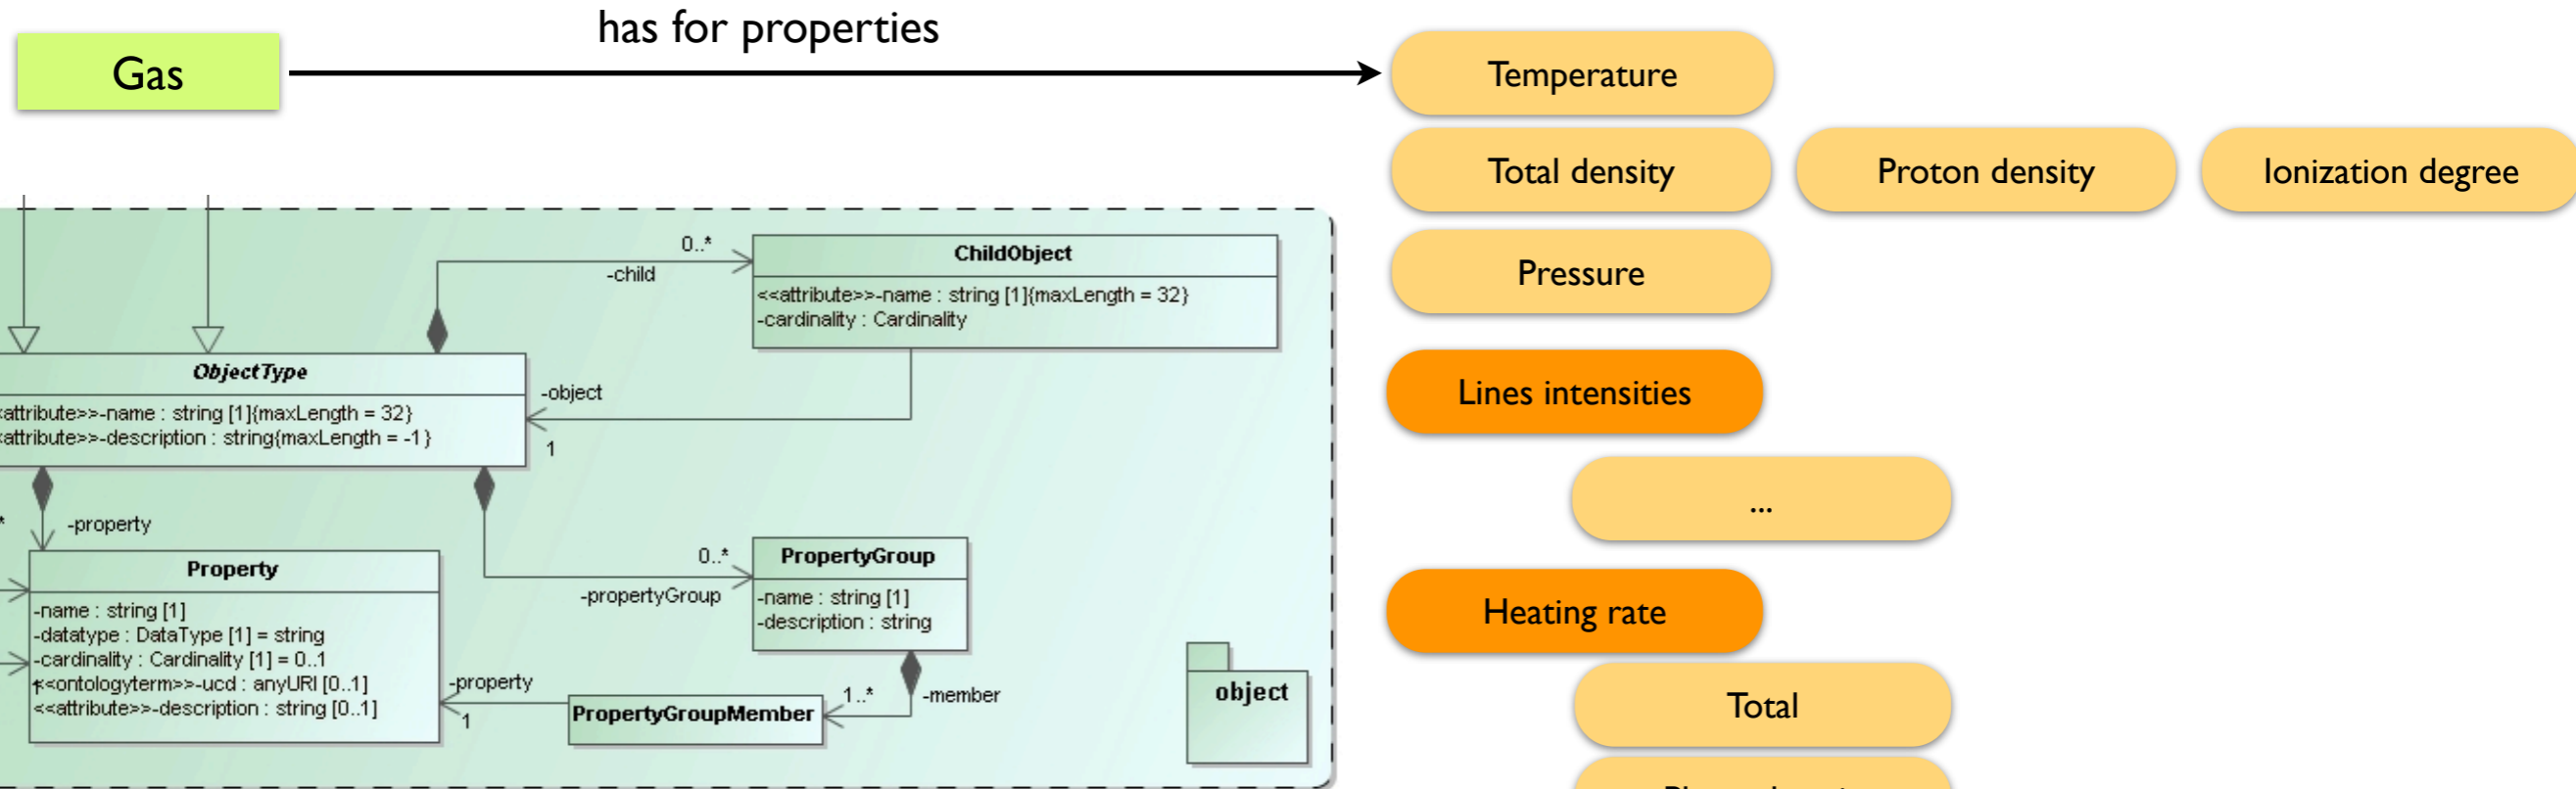 has for properties
Gas
Temperature
Total density
Proton density
Ionization degree
Pressure
Lines intensities
...
Heating rate
Total
0..*
-child
ChildObject
<<attribute>>-name : string [1]{maxLength = 32}
-cardinality : Cardinality
ObjectType
<attribute>>-name : string [1]{maxLength = 32}
<attribute>>-description : string{maxLength = -1}
-object
1
*
-property
Property
-name : string [1]
-datatype : DataType [1] = string
-cardinality : Cardinality [1] = 0..1
<<ontologyterm>>-ucd : anyURI [0..1]
<<attribute>>-description : string [0..1]
0..*
-propertyGroup
PropertyGroup
-name : string [1]
-description : string
-property
1
PropertyGroupMember
1..*
-member
object